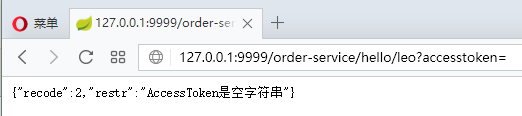 菜单
127.0.0.1:9999/order-ser
127.0.0.1:9999/order-service/hello/leo?accesstoken=
{"recode":2,"restr":"AccessToken是空字符串"}